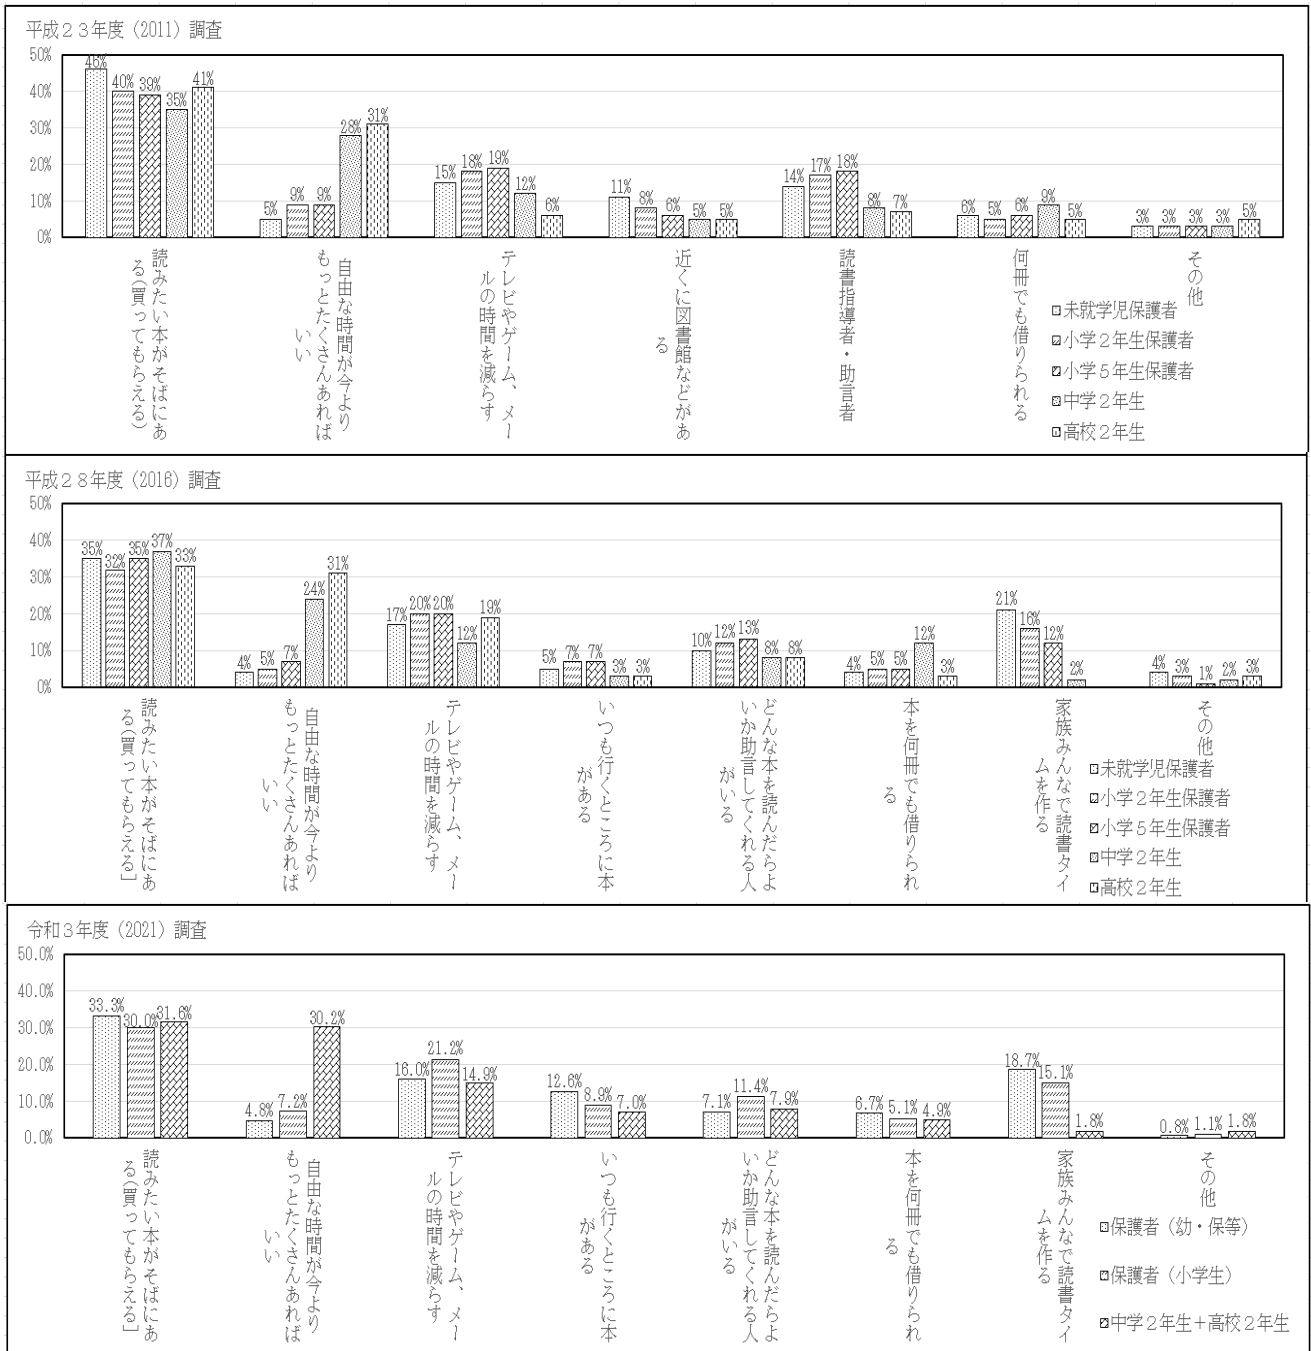 平成２３年度（2011）調査
50%
40%
30%
20%
10%
0%
46%
40%
39%
35%
41%
5%
9%
9%
28%
31%
15%
18%
19%
12%
6%
11%
8%
6%
5%
5%
14%
17%
18%
8%
7%
6%
5%
6%
9%
5%
3%
3%
3%
3%
5%
読みたい本がそばにあ
る（買ってもらえる）
自由な時間が今より
もっとたくさんあれば
いい
テレビやゲーム、メー
ルの時間を減らす
近くに図書館などがあ
る
読書指導者・助言者
何冊でも借りられる
その他
未就学児保護者
小学２年生保護者
小学５年生保護者
中学２年生
高校２年生
平成２８年度（2016）調査
50%
40%
30%
20%
10%
0%
35%
32%
35%
37%
33%
4%
5%
7%
24%
31%
17%
20%
20%
12%
19%
5%
7%
7%
3%
3%
10%
12%
13%
8%
8%
4%
5%
5%
12%
3%
21%
16%
12%
2%
4%
3%
1%
2%
3%
読みたい本がそばにあ
る（買ってもらえる］
自由な時間が今より
もっとたくさんあれば
いい
テレビやゲーム、メー
ルの時間を減らす
いつも行くところに本
がある
どんな本を読んだらよ
いか助言してくれる人
がいる
本を何冊でも借りられ
る
家族みんなで読書タイ
ムを作る
その他
未就学児保護者
小学２年生保護者
小学５年生保護者
中学２年生
高校２年生
令和３年度（2021）調査
50.0%
40.0%
30.0%
20.0%
10.0%
0.0%
33.3%
30.0%
31.6%
4.8%
7.2%
30.2%
16.0%
21.2%
14.9%
12.6%
8.9%
7.0%
7.1%
11.4%
7.9%
6.7%
5.1%
4.9%
18.7%
15.1%
1.8%
0.8%
1.1%
1.8%
読みたい本がそばにあ
る（買ってもらえる］
自由な時間が今より
もっとたくさんあれば
いい
テレビやゲーム、メー
ルの時間を減らす
いつも行くところに本
がある
どんな本を読んだらよ
いか助言してくれる人
がいる
本を何冊でも借りられ
る
家族みんなで読書タイ
ムを作る
その他
保護者（幼・保等）
保護者（小学生）
中学２年生＋高校２年生